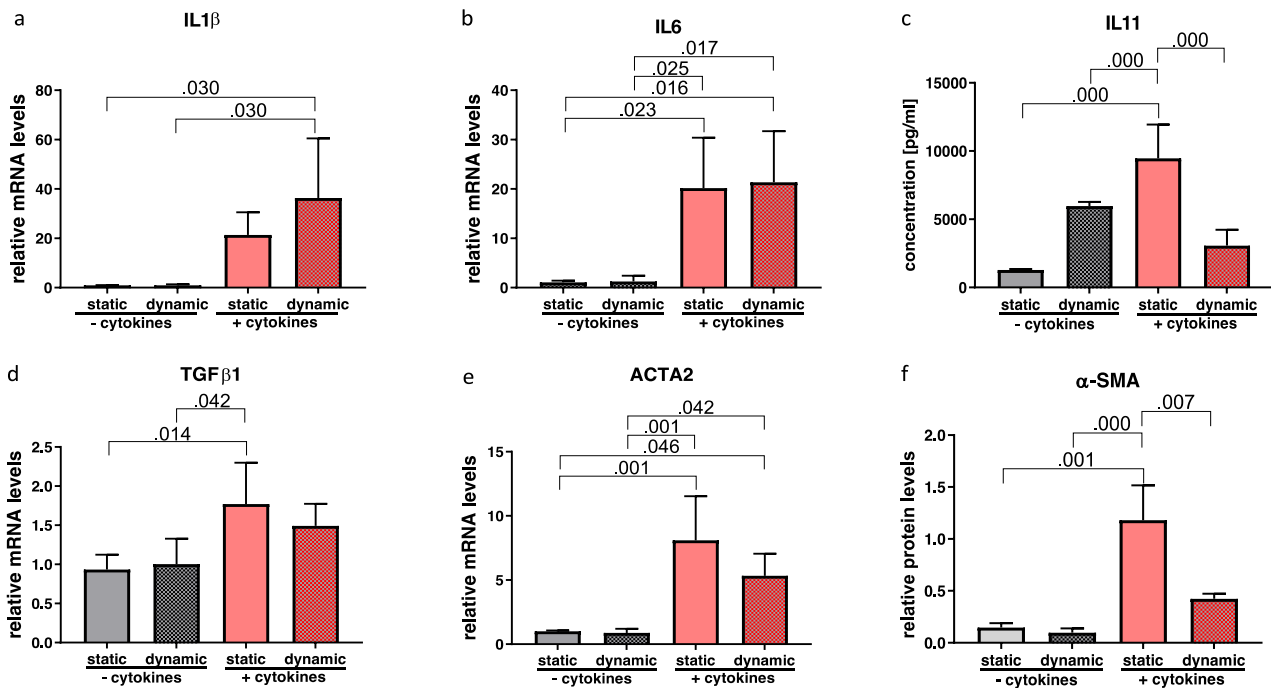 a
IL1β
.030
.030
relative mRNA levels
80
60
40
20
0
static dynamic static dynamic
- cytokines + cytokines
b
IL6
.017
.025
.016
.023
relative mRNA levels
40
30
20
10
0
static dynamic static dynamic
- cytokines + cytokines
c
IL11
.000
.000
.000
concentration [pg/ml]
15000
10000
5000
0
static dynamic static dynamic
- cytokines + cytokines
d
TGFβ1
.042
.014
relative mRNA levels
2.5
2.0
1.5
1.0
0.5
0.0
static dynamic static dynamic
- cytokines + cytokines
e
ACTA2
.042
.001
.046
.001
relative mRNA levels
15
10
5
0
static dynamic static dynamic
- cytokines + cytokines
f
α-SMA
.007
.000
.001
relative protein levels
2.0
1.5
1.0
0.5
0.0
static dynamic static dynamic
- cytokines + cytokines